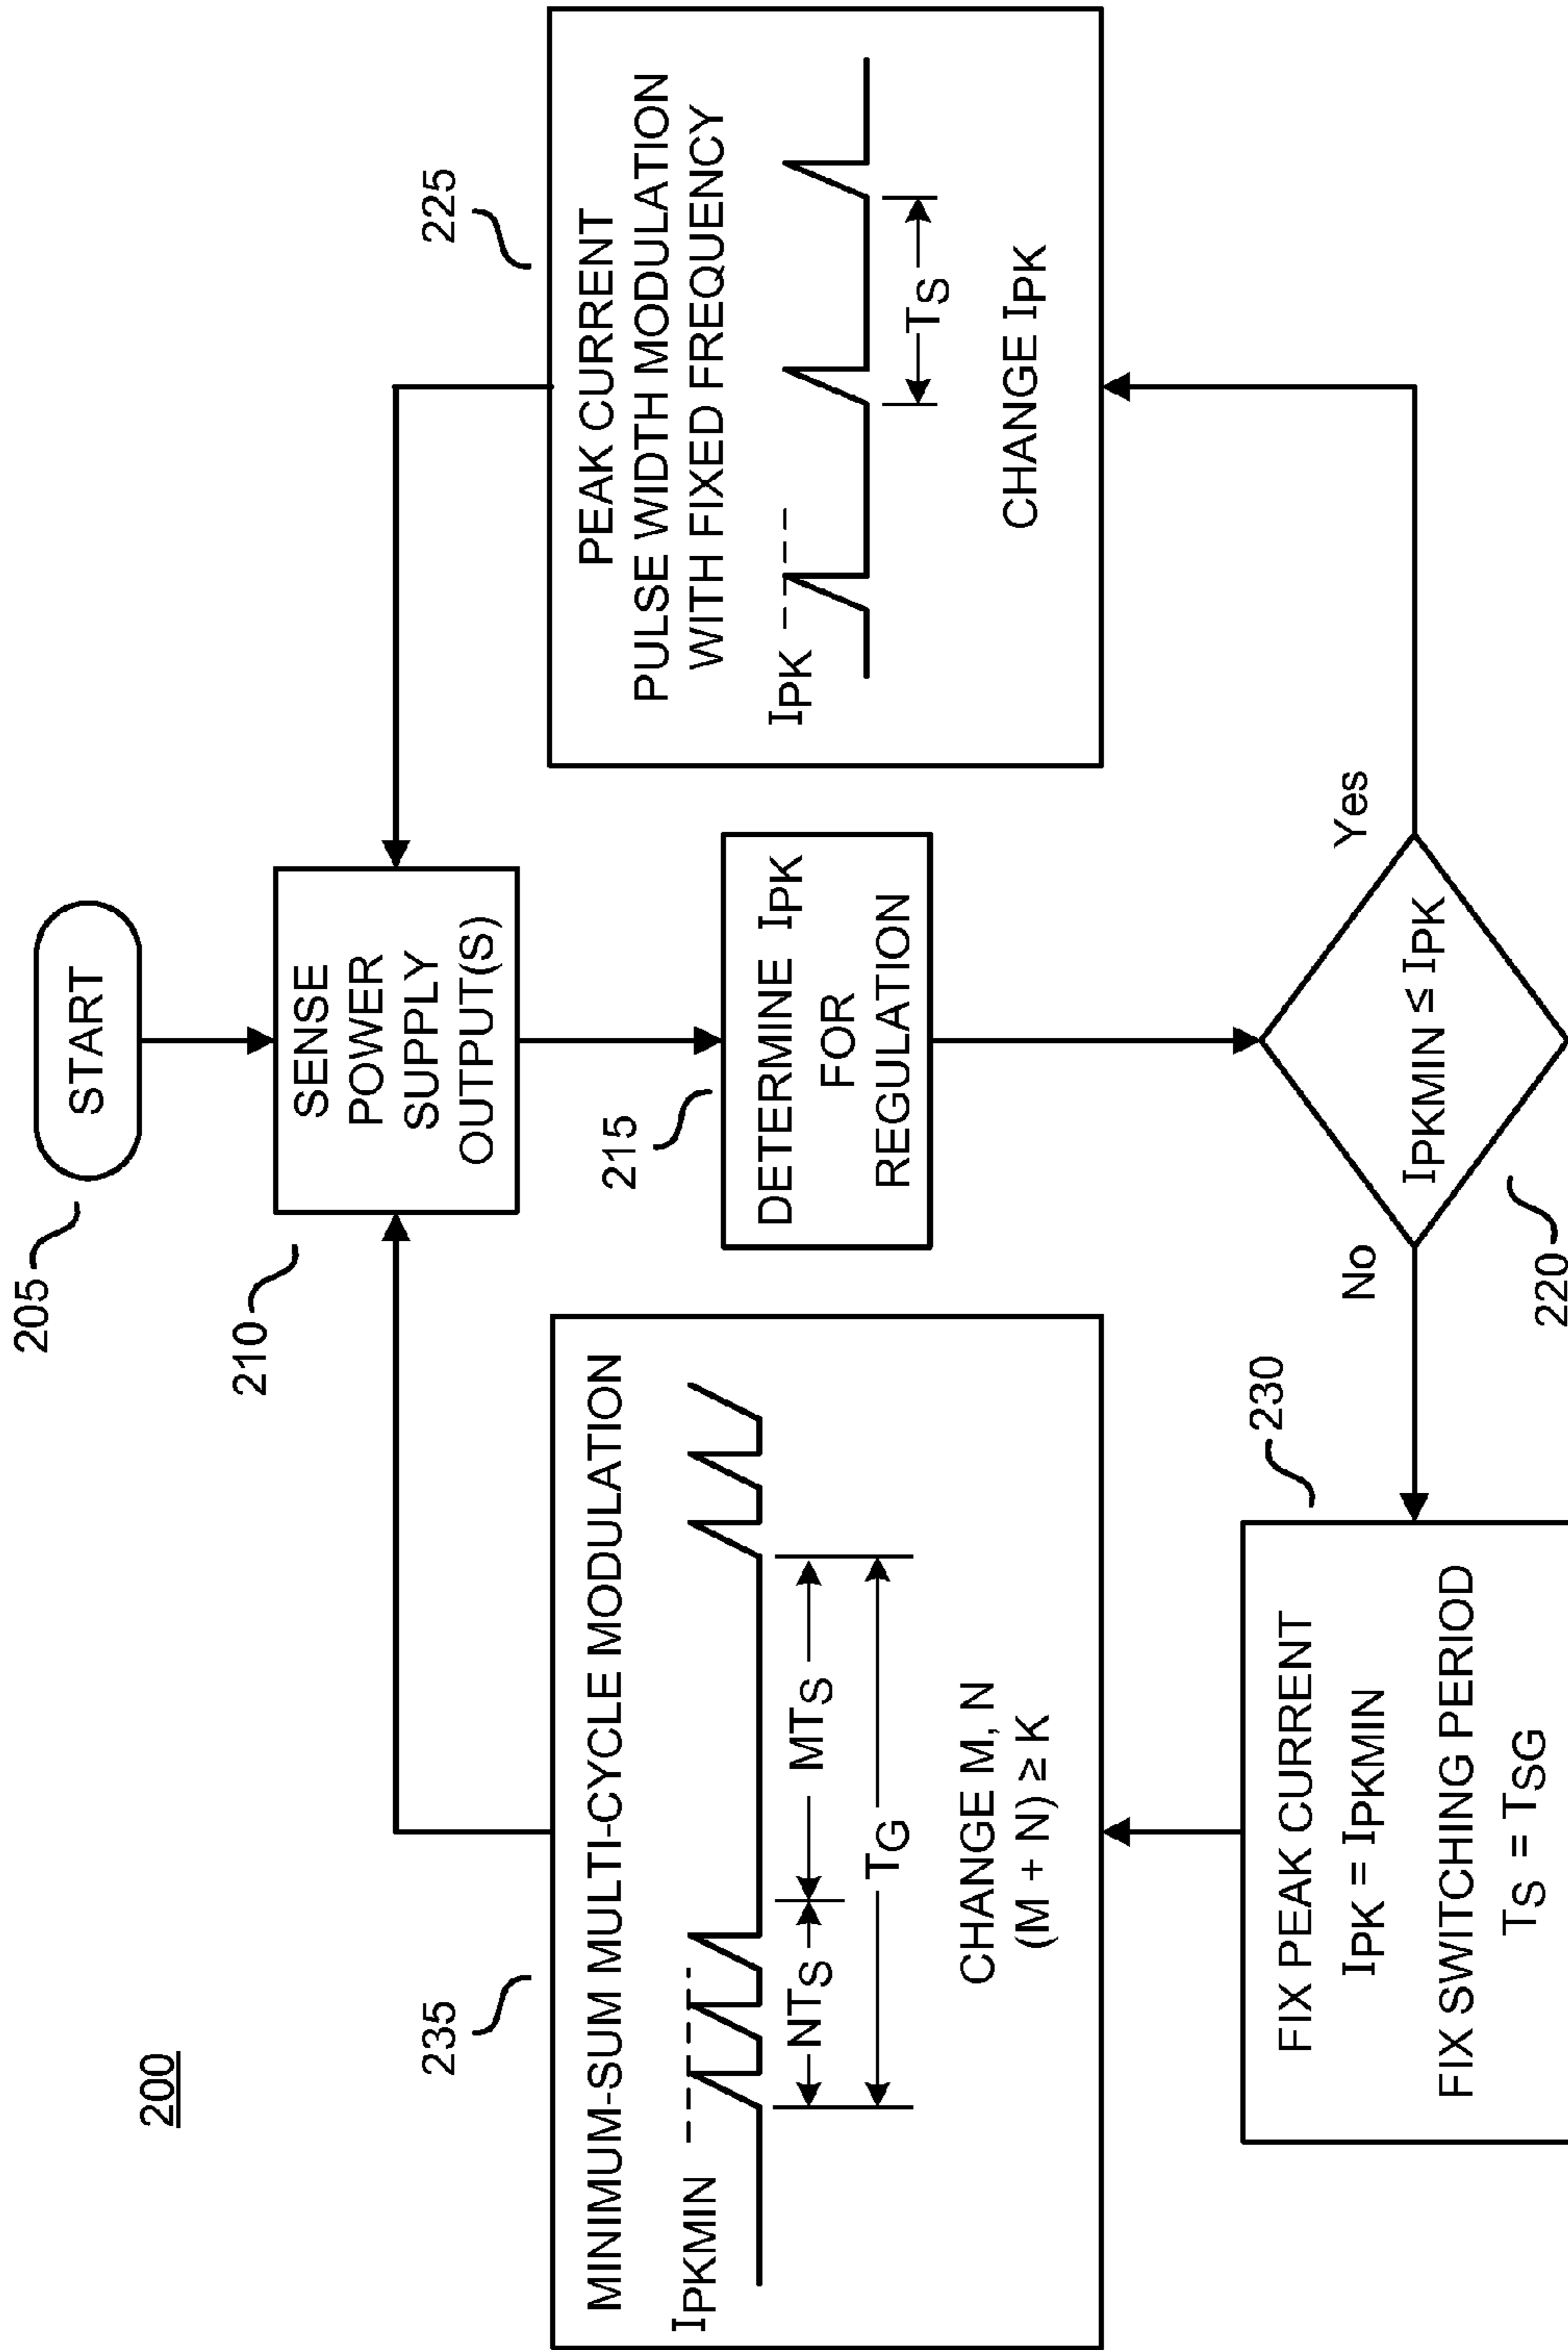 200
START
205
SENSE
POWER
SUPPLY
OUTPUT(S)
210
DETERMINE IPK
FOR
REGULATION
215
IPKMIN ≤ IPK
220
Yes
No
PEAK CURRENT
PULSE WIDTH MODULATION
WITH FIXED FREQUENCY
IPK
TS
CHANGE IPK
225
FIX PEAK CURRENT
IPK = IPKMIN
FIX SWITCHING PERIOD
TS = TSG
230
MINIMUM-SUM MULTI-CYCLE MODULATION
IPKMIN
NTS
MTS
TG
CHANGE M, N
(M + N) ≥ K
235